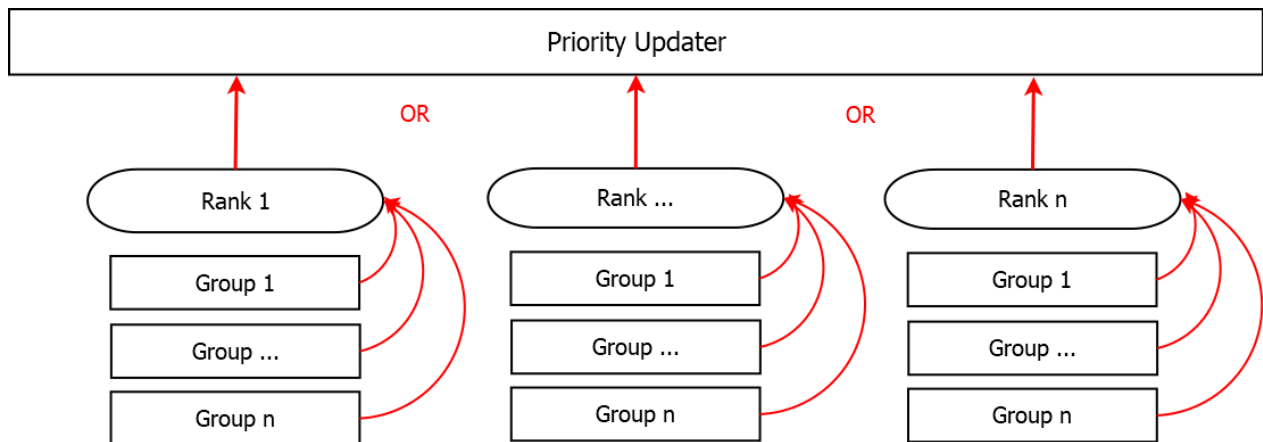 Priority Updater
OR
OR
Rank 1
Rank ...
Rank n
Group 1
Group 1
Group 1
Group ...
Group ...
Group ...
Group n
Group n
Group n